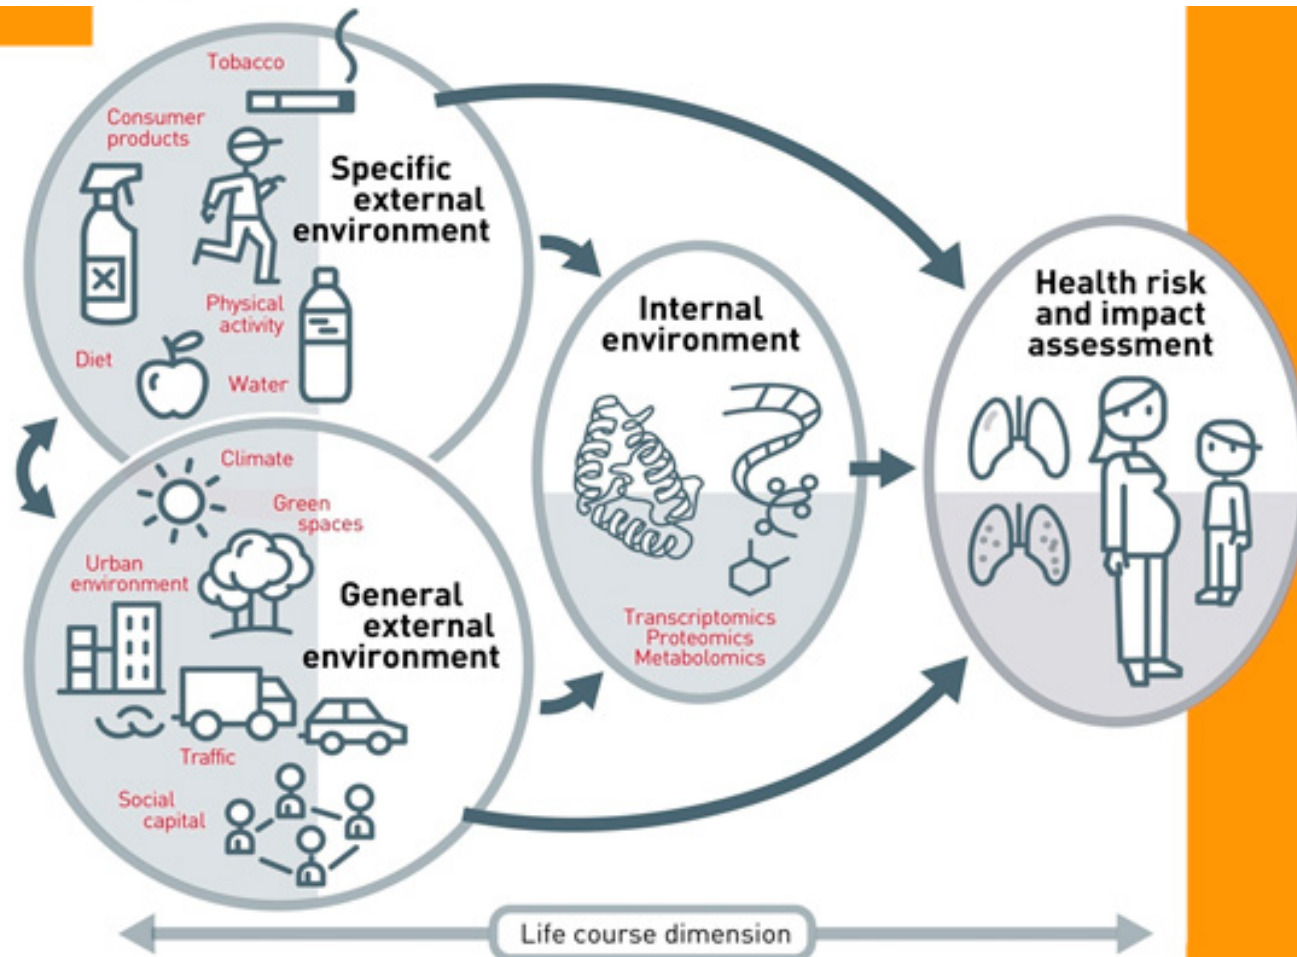 Tobacco
Consumer
products
Specific
external
environment
Physical
activity
Diet
Water
Climate
Green
spaces
Urban
environment
General
external
environment
Traffic
Social
capital
Internal
environment
Transcriptomics
Proteomics
Metabolomics
Health risk
and impact
assessment
Life course dimension